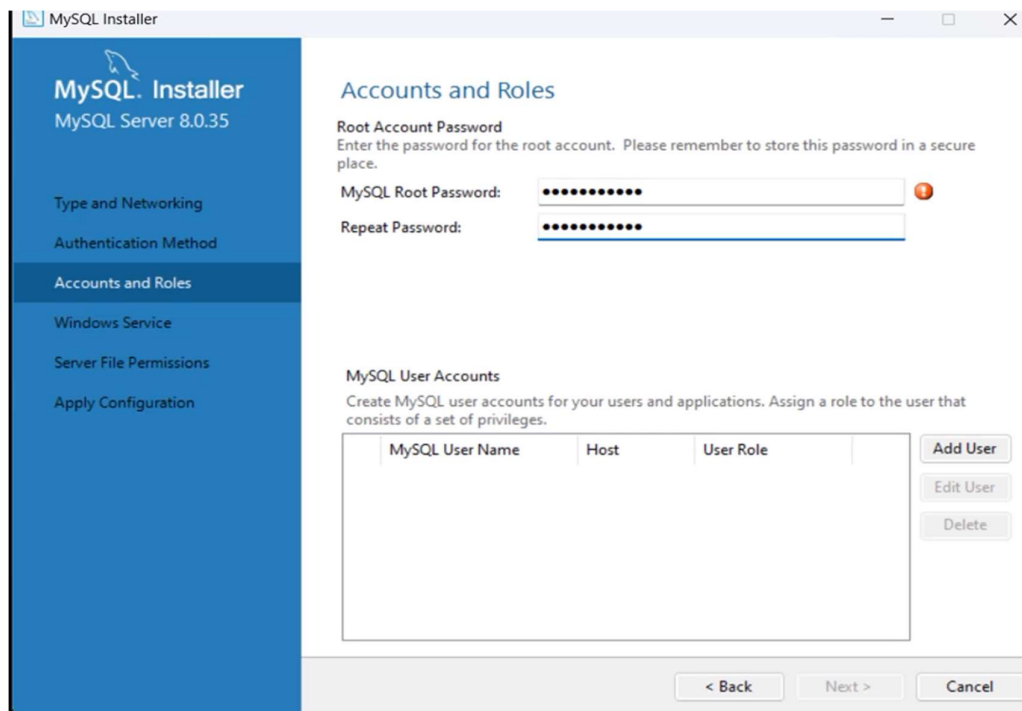 MySQL Installer
MySQL. Installer
MySQL Server 8.0.35
Type and Networking
Authentication Method
Accounts and Roles
Windows Service
Server File Permissions
Apply Configuration
Accounts and Roles
Root Account Password
Enter the password for the root account. Please remember to store this password in a secure
place.
MySQL Root Password: •••••••••••
Repeat Password: •••••••••••
MySQL User Accounts
Create MySQL user accounts for your users and applications. Assign a role to the user that
consists of a set of privileges.
MySQL User Name Host User Role
Add User
Edit User
Delete
< Back Next > Cancel